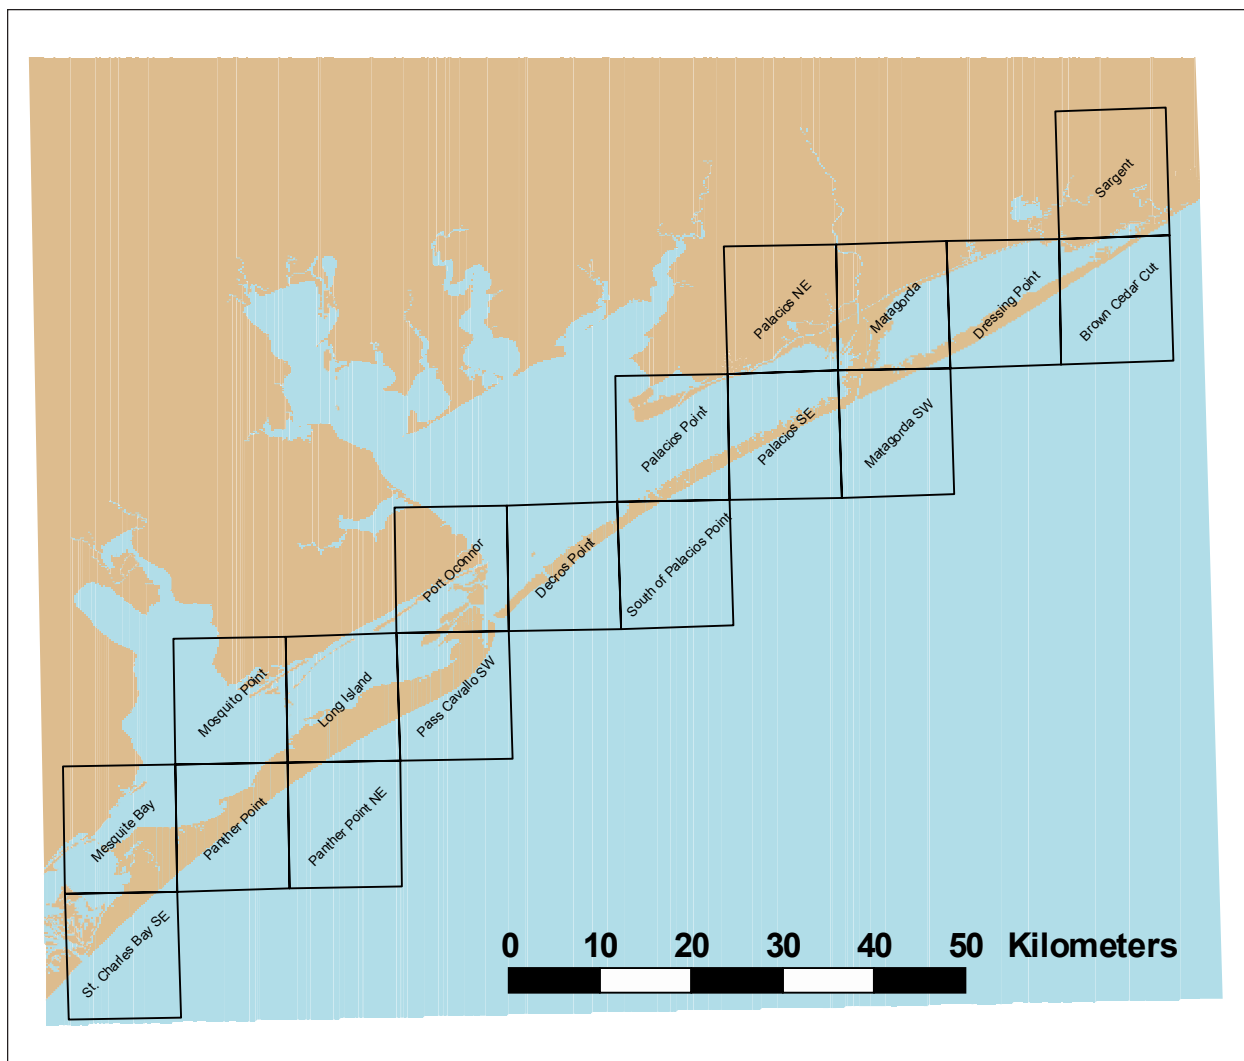 Sargent
Palacios NE
Matagorda
Dressing Point
Brown Cedar Cut
Palacios Point
Palacios SE
Matagorda SW
Port Oconnor
Decros Point
South of Palacios Point
Mosquito Point
Long Island
Pass Cavallo SW
Mesquite Bay
Panther Point
Panther Point NE
St. Charles Bay SE
0 10 20 30 40 50 Kilometers